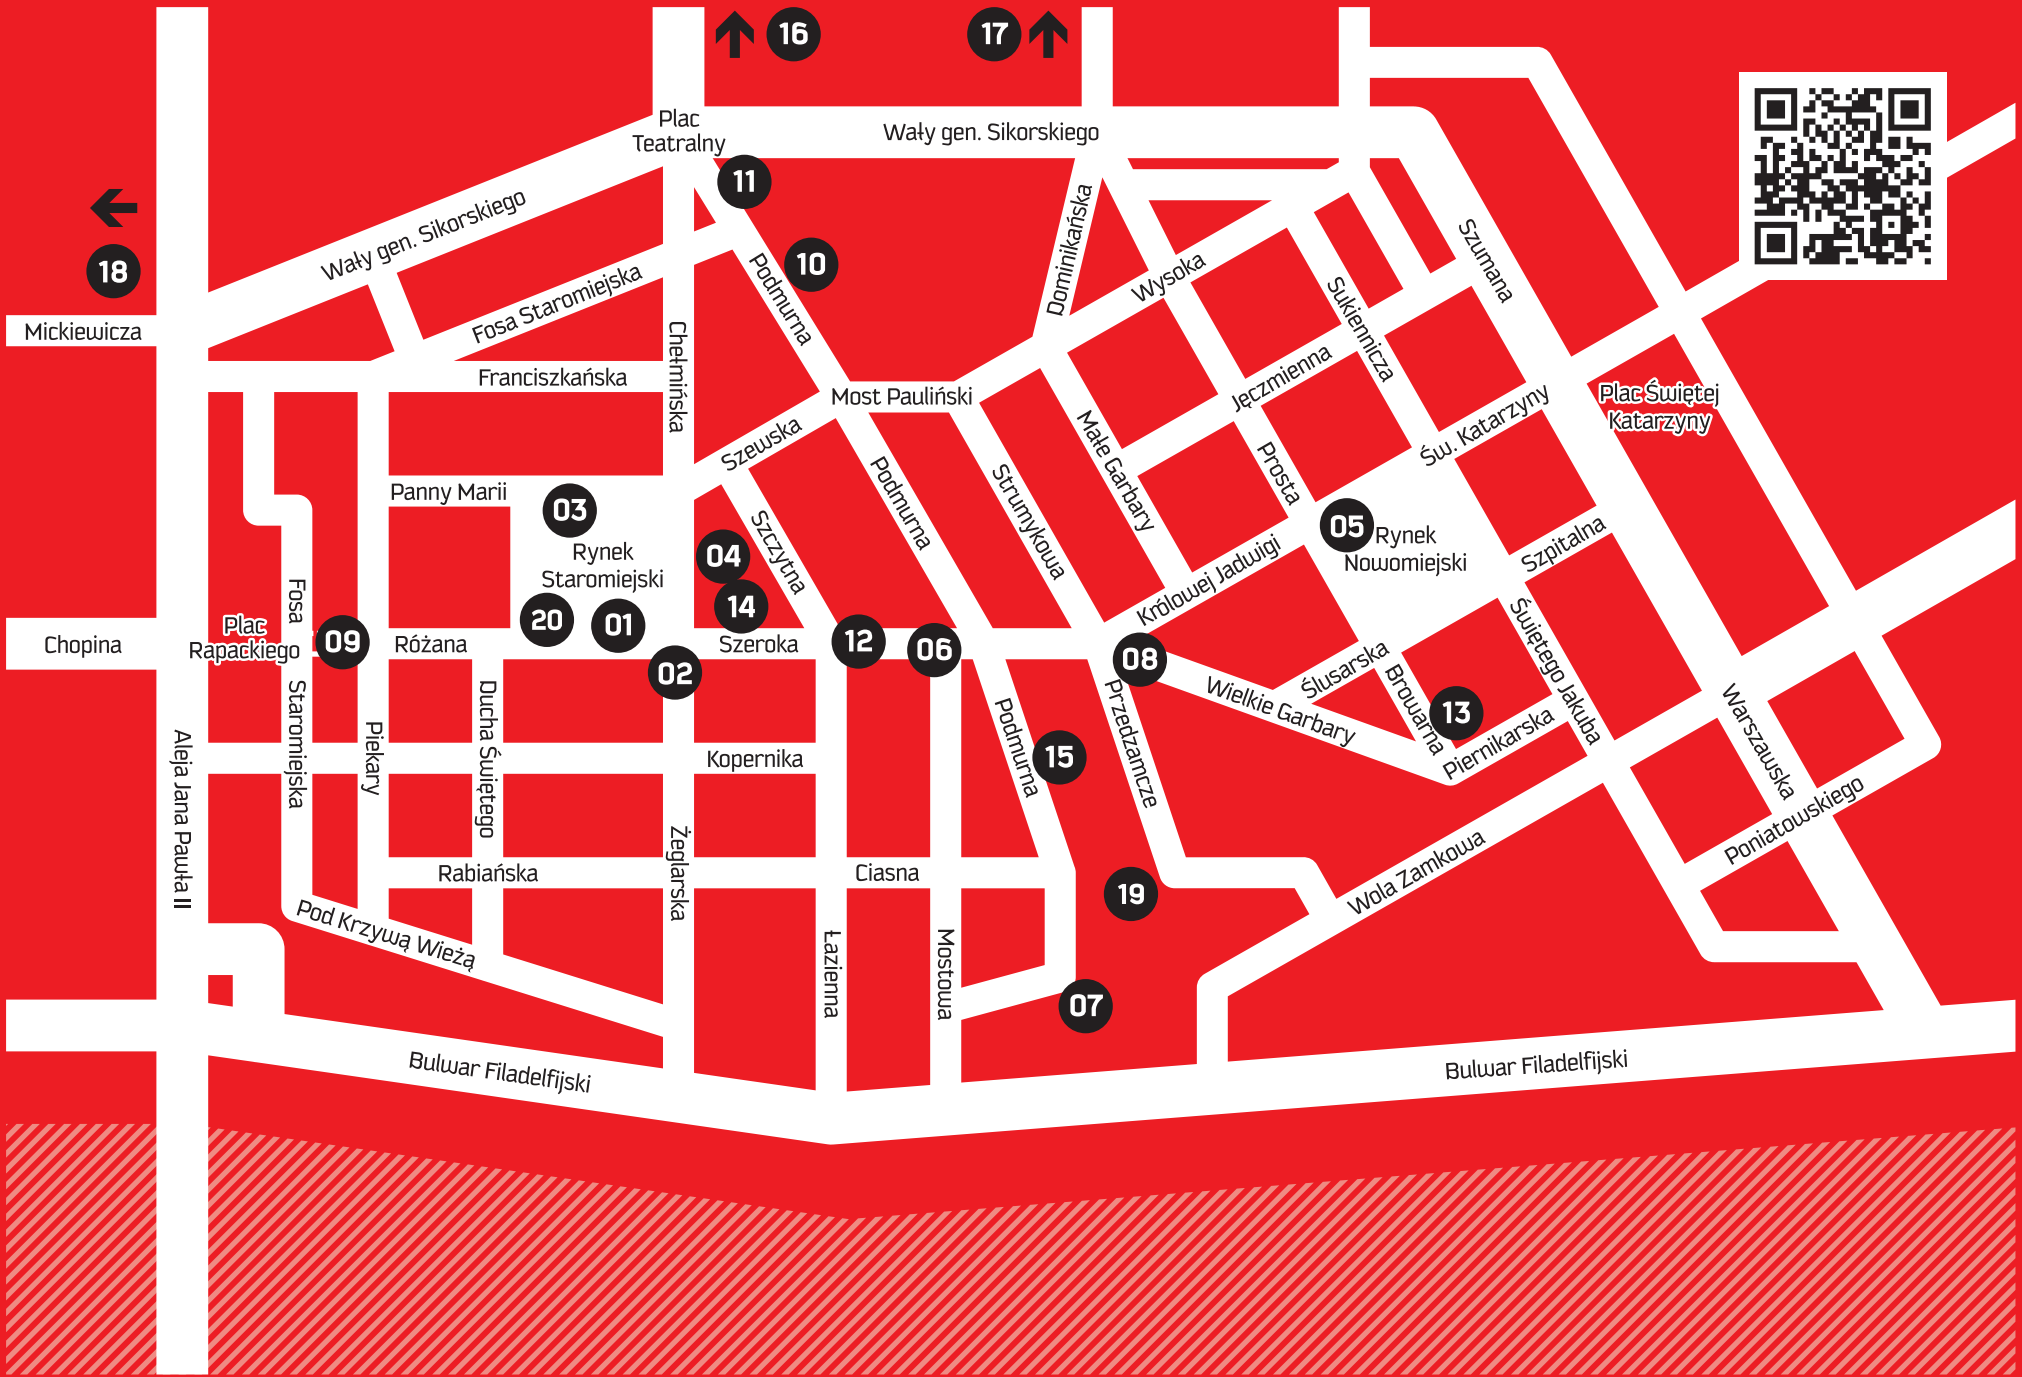 16
17
Plac
Teatralny
Wały gen. Sikorskiego
11
18
Wały gen. Sikorskiego
10
Dominikańska
Wysoka
Szumana
Mickiewicza
Fosa Staromiejska
Podmurna
Sukiennicza
Franciszkańska
Chełmińska
Most Pauliński
Jęczmienna
Plac Świętej
Katarzyny
Szewska
Małe Garbary
Św. Katarzyny
Panny Marii
03
Podmurna
Strumykowa
Prosta
05
Rynek
Nowomiejski
Rynek
Staromiejski
04
Szczytna
Szpitalna
Królowej Jadwigi
14
20
01
Fosa
Staromiejska
Plac
Rapackiego
Chopina
09
Różana
Szeroka
12
06
08
02
Ślusarska
Świętego Jakuba
Wielkie Garbary
Browarna
13
Piernikarska
Warszawska
Aleja Jana Pawła II
Piekary
Ducha Świętego
Kopernika
Podmurna
15
Przedzamcze
Poniatowskiego
Żeglarska
Rabiańska
Ciasna
19
Wola Zamkowa
Pod Krzywą Wieżą
Łazienna
Mostowa
07
Bulwar Filadelfijski
Bulwar Filadelfijski